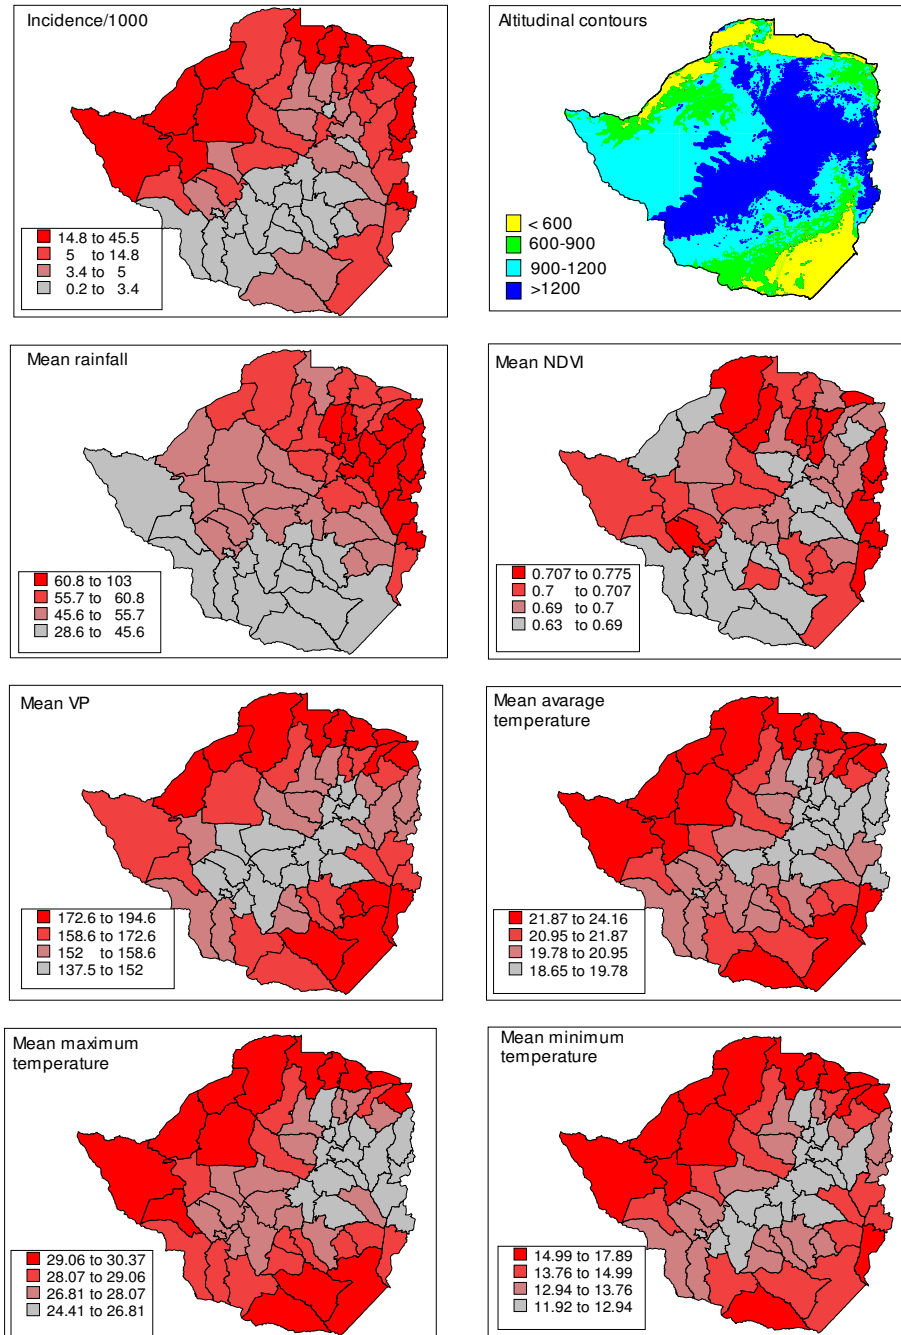 Incidence/1000
14.8 to 45.5
5 to 14.8
3.4 to 5
0.2 to 3.4
Altitudinal contours
< 600
600-900
900-1200
>1200
Mean rainfall
60.8 to 103
55.7 to 60.8
45.6 to 55.7
28.6 to 45.6
Mean NDVI
0.707 to 0.775
0.7 to 0.707
0.69 to 0.7
0.63 to 0.69
Mean VP
172.6 to 194.6
158.6 to 172.6
152 to 158.6
137.5 to 152
Mean avarage
temperature
21.87 to 24.16
20.95 to 21.87
19.78 to 20.95
18.65 to 19.78
Mean maximum
temperature
29.06 to 30.37
28.07 to 29.06
26.81 to 28.07
24.41 to 26.81
Mean minimum
temperature
14.99 to 17.89
13.76 to 14.99
12.94 to 13.76
11.92 to 12.94